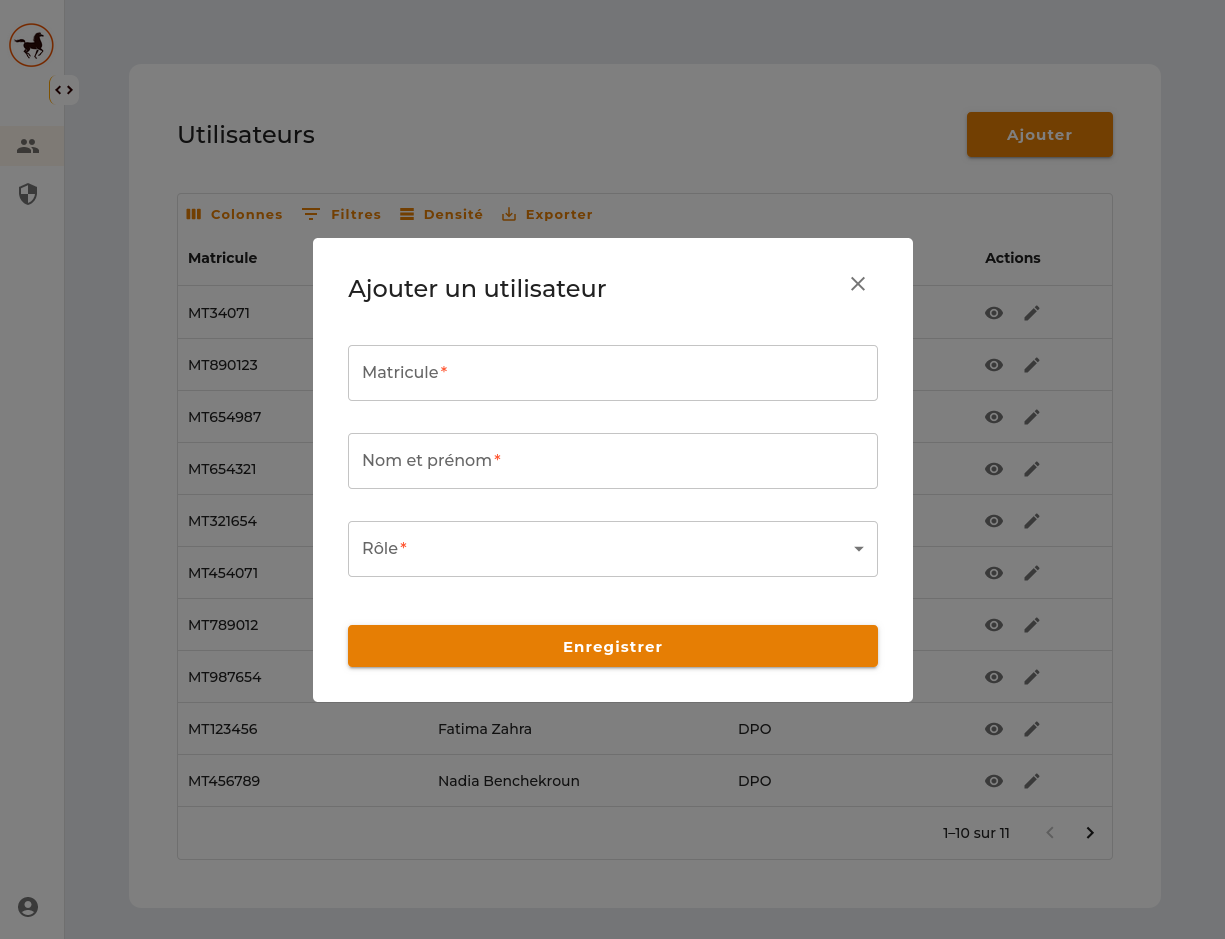 Utilisateurs
Ajouter
Colonnes Filtres Densité Exporter
Matricule Actions
Ajouter un utilisateur
MT34071
MT890123
Matricule*
MT654987
Nom et prénom*
MT654321
MT321654
Rôle*
MT454071
MT789012
Enregistrer
MT987654
MT123456 Fatima Zahra DPO
MT456789 Nadia Benchekroun DPO
1–10 sur 11